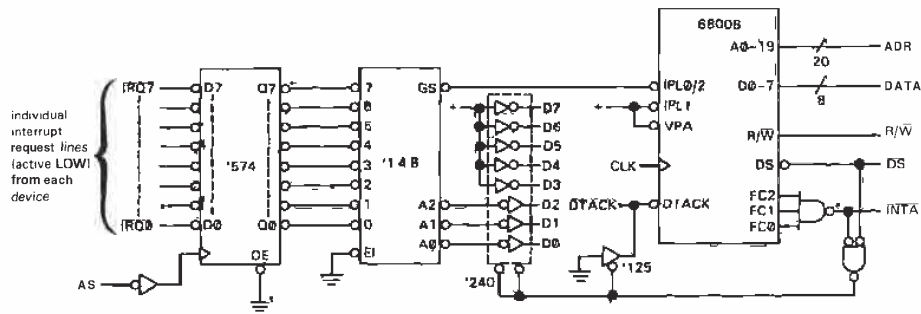 individual
interrupt
request lines
(active LOW)
from each
device
IRQ7
IRQ0
AS
D7
D0
'574
Q7
Q0
OE
7
6
5
4
3
2
1
0
EI
'148
GS
A2
A1
A0
+
D7
D6
D5
D4
D3
D2
D1
D0
'240
'125
+
CLK
DTACK
68008
IPL0/2
IPL1
VPA
DTACK
A0-19
D0-7
R/W
DS
FC2
FC1
FC0
20
8
ADR
DATA
R/W
DS
INTA